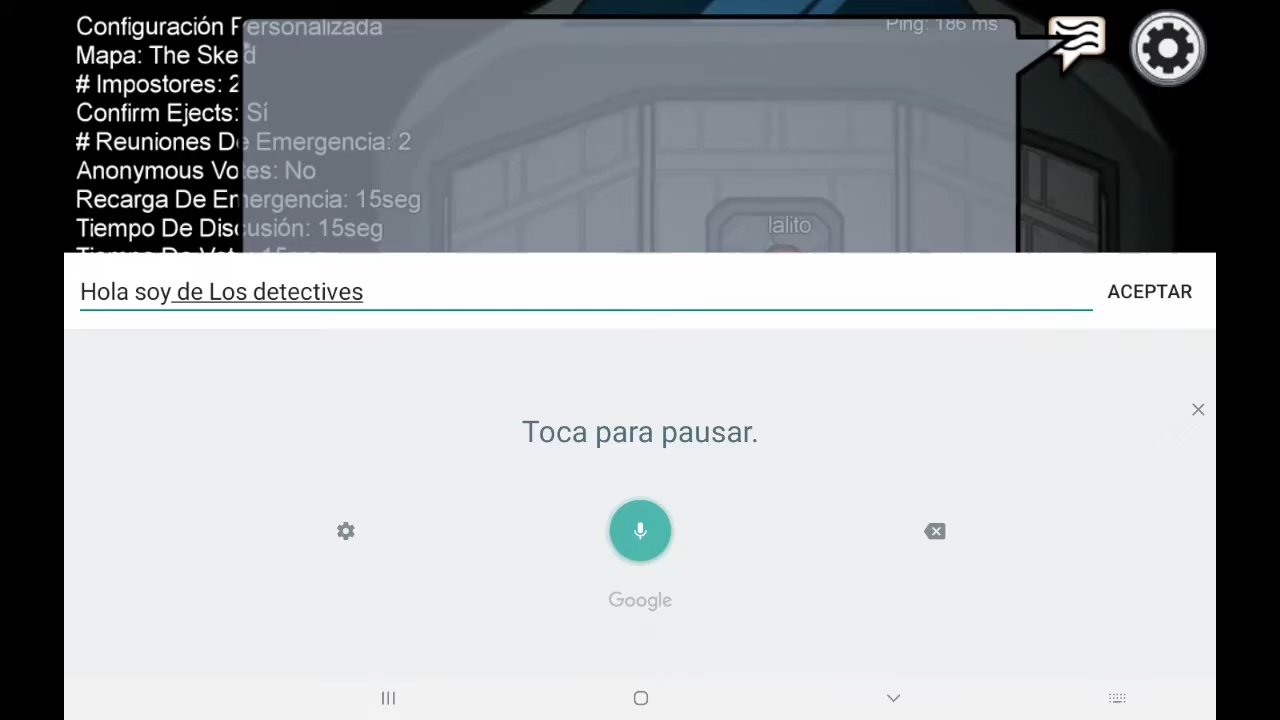 Configuración Personalizada
Ping: 186 ms
Mapa: The Skeld
# Impostores: 2
Confirm Ejects: Sí
# Reuniones De Emergencia: 2
Anonymous Votes: No
Recarga De Emergencia: 15seg
lalito
Tiempo De Discusión: 15seg
Hola soy de Los detectives
ACEPTAR
Toca para pausar.
Google